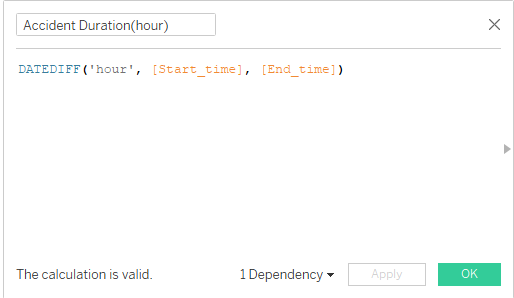 Accident Duration(hour)
DATEDIFF('hour', [Start_time], [End_time])
The calculation is valid.
1 Dependency
Apply
OK